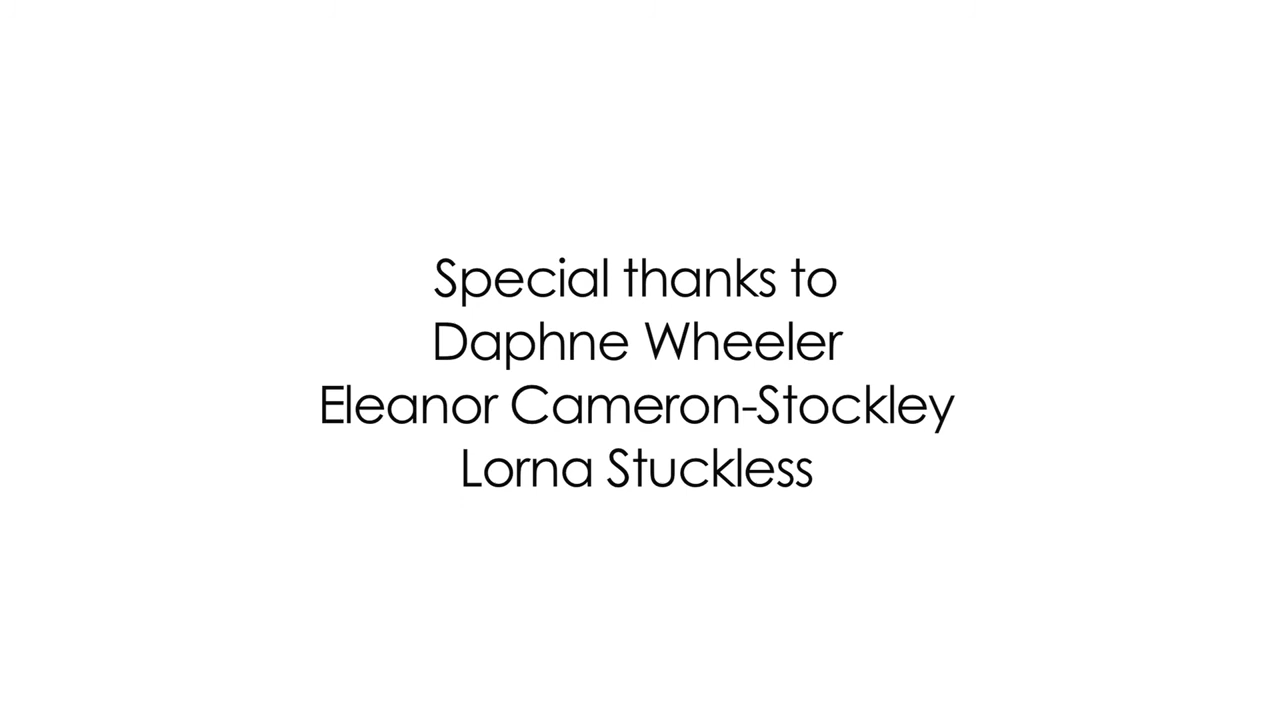 Special thanks to
Daphne Wheeler
Eleanor Cameron-Stockley
Lorna Stuckless